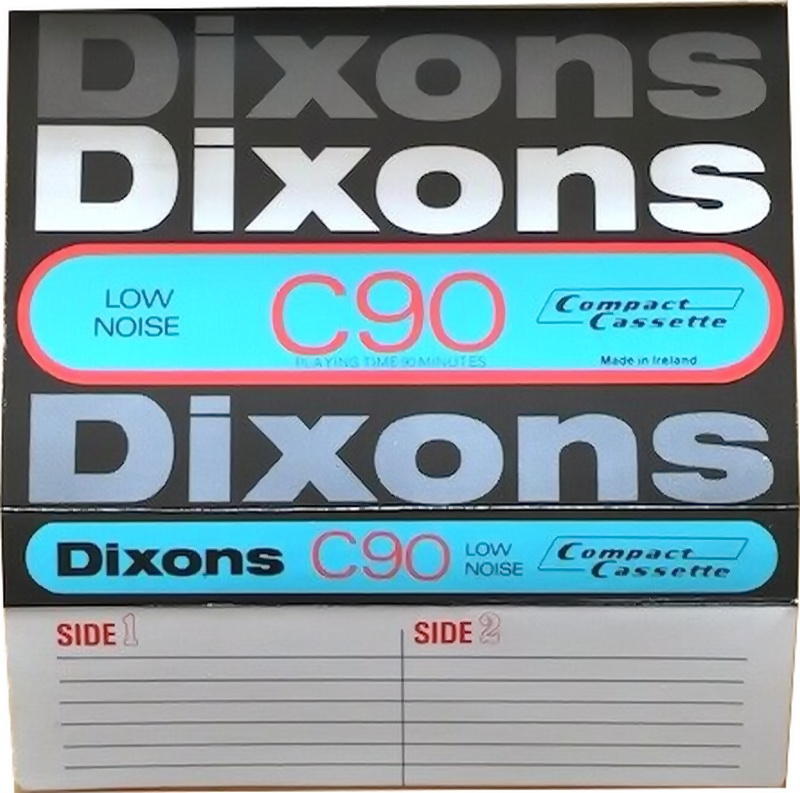 Dixons
Dixons
LOW
NOISE
C90
PLAYING TIME 90 MINUTES
Compact
Cassette
Made in Ireland
Dixons
Dixons
C90
LOW
NOISE
Compact
Cassette
SIDE 1
SIDE 2